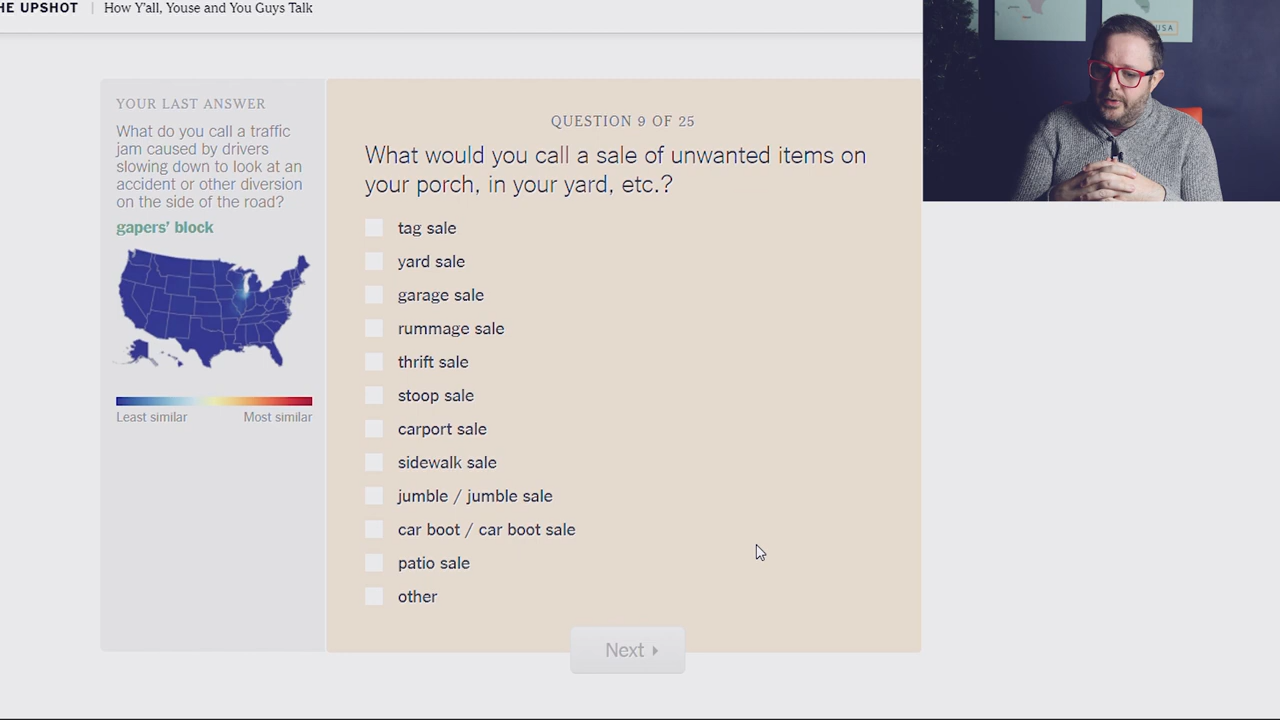 HE UPSHOT | How Y'all, Youse and You Guys Talk
YOUR LAST ANSWER
What do you call a traffic
jam caused by drivers
slowing down to look at an
accident or other diversion
on the side of the road?
gapers' block
Least similar Most similar
QUESTION 9 OF 25
What would you call a sale of unwanted items on
your porch, in your yard, etc.?
tag sale
yard sale
garage sale
rummage sale
thrift sale
stoop sale
carport sale
sidewalk sale
jumble / jumble sale
car boot / car boot sale
patio sale
other
Next
USA